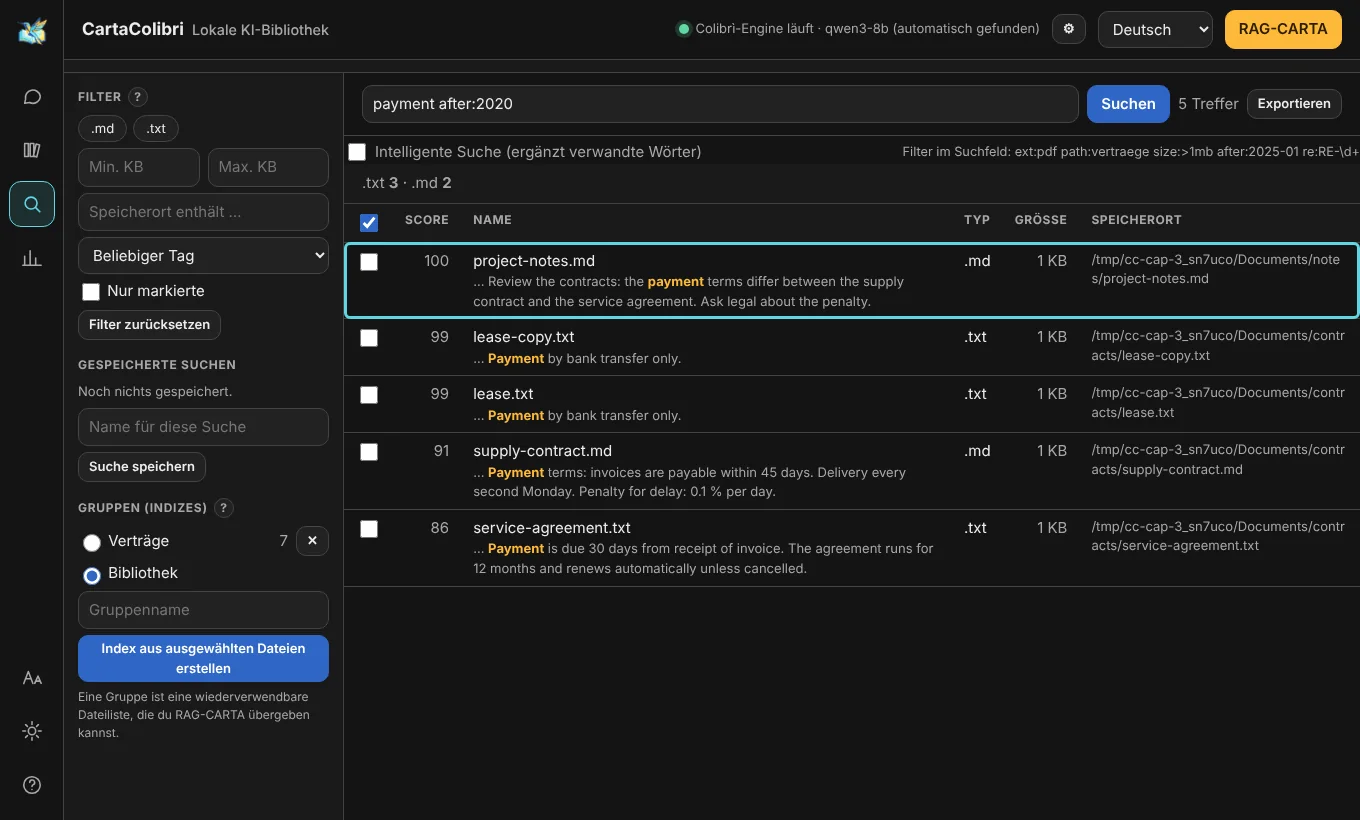 CartaColibri Lokale KI-Bibliothek
Colibrì-Engine läuft · qwen3-8b (automatisch gefunden)
Deutsch
RAG-CARTA
FILTER ?
.md .txt
Min. KB Max. KB
Speicherort enthält ...
Beliebiger Tag
Nur markierte
Filter zurücksetzen
GESPEICHERTE SUCHEN
Noch nichts gespeichert.
Name für diese Suche
Suche speichern
GRUPPEN (INDIZES) ?
Verträge 7 ✕
Bibliothek
Gruppenname
Index aus ausgewählten Dateien
erstellen
Eine Gruppe ist eine wiederverwendbare
Dateiliste, die du RAG-CARTA übergeben
kannst.
payment after:2020
Suchen 5 Treffer Exportieren
Intelligente Suche (ergänzt verwandte Wörter)
Filter im Suchfeld: ext:pdf path:vertraege size:>1mb after:2025-01 re:RE-\d+
.txt 3 · .md 2
SCORE NAME TYP GRÖSSE SPEICHERORT
100 project-notes.md .md 1 KB /tmp/cc-cap-3_sn7uco/Documents/note
s/project-notes.md
... Review the contracts: the payment terms differ between the supply
contract and the service agreement. Ask legal about the penalty.
99 lease-copy.txt .txt 1 KB /tmp/cc-cap-3_sn7uco/Documents/contr
acts/lease-copy.txt
... Payment by bank transfer only.
99 lease.txt .txt 1 KB /tmp/cc-cap-3_sn7uco/Documents/contr
acts/lease.txt
... Payment by bank transfer only.
91 supply-contract.md .md 1 KB /tmp/cc-cap-3_sn7uco/Documents/contr
acts/supply-contract.md
... Payment terms: invoices are payable within 45 days. Delivery every
second Monday. Penalty for delay: 0.1 % per day.
86 service-agreement.txt .txt 1 KB /tmp/cc-cap-3_sn7uco/Documents/contr
acts/service-agreement.txt
... Payment is due 30 days from receipt of invoice. The agreement runs for
12 months and renews automatically unless cancelled.
AA
?